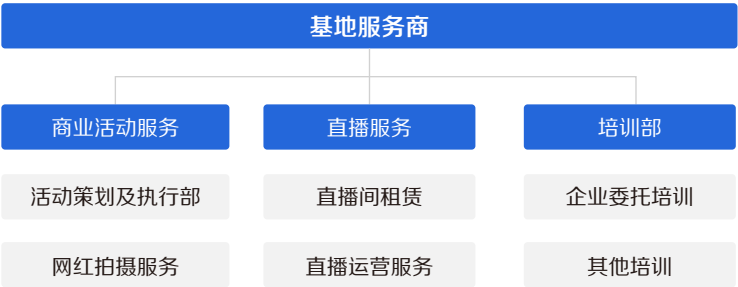 基地服务商
商业活动服务
直播服务
培训部
活动策划及执行部
直播间租赁
企业委托培训
网红拍摄服务
直播运营服务
其他培训